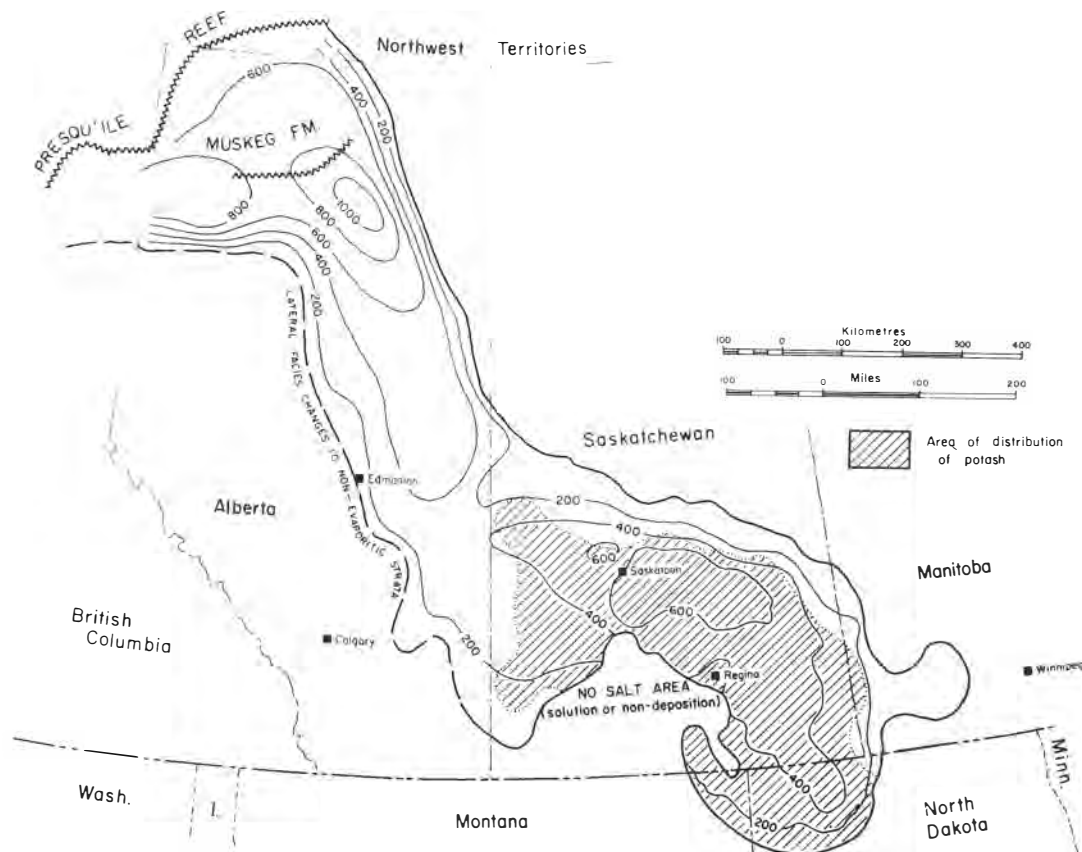 REEF
Northwest Territories
600
400
200
PRESQU'ILE
MUSKEG FM.
800
1000
800
600
400
200
LATERAL FACIES CHANGES TO NON-EVAPORITIC STRATA
Kilometres
100 0 100 200 300 400
Miles
100 0 100 200
Area of distribution
of potash
Saskatchewan
Edmonton
Alberta
200
400
600
Saskatoon
Manitoba
British
Columbia
Calgary
200
400
600
Regina
Winnipeg
NO SALT AREA
(solution or non-deposition)
Wash.
I.
Montana
400
200
North
Dakota
Minn.